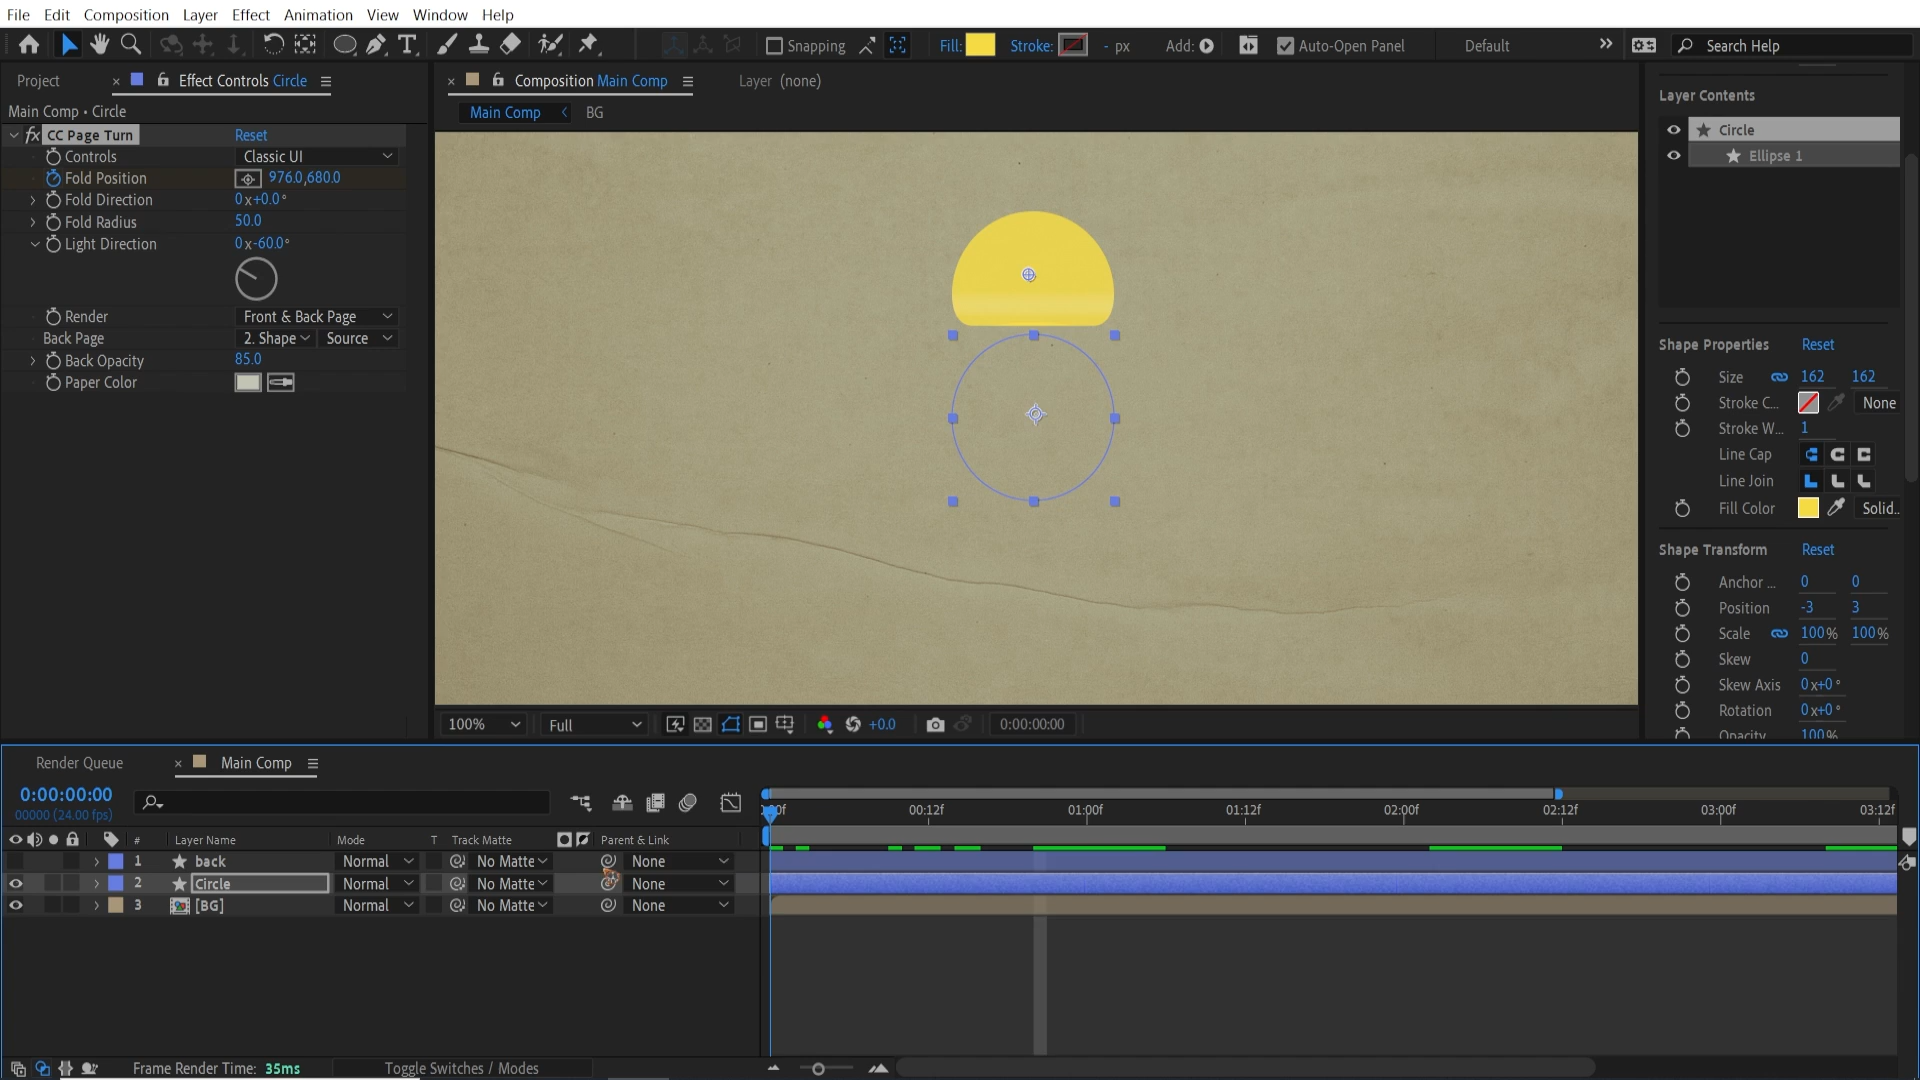 File Edit Composition Layer Effect Animation View Window Help
Snapping Fill: Stroke: - px Add: Auto-Open Panel Default Search Help
Project Effect Controls Circle
Main Comp • Circle
fx CC Page Turn Reset
Controls Classic UI
Fold Position 976.0,680.0
Fold Direction 0x+0.0°
Fold Radius 50.0
Light Direction 0x-60.0°
Render Front & Back Page
Back Page 2. Shape Source
Back Opacity 85.0
Paper Color
Composition Main Comp Layer (none)
Main Comp BG
100% Full +0.0 0:00:00:00
Layer Contents
Circle
Ellipse 1
Shape Properties Reset
Size 162 162
Stroke C... None
Stroke W... 1
Line Cap
Line Join
Fill Color Solid..
Shape Transform Reset
Anchor ... 0 0
Position -3 3
Scale 100% 100%
Skew 0
Skew Axis 0x+0°
Rotation 0x+0°
Opacity 100%
Render Queue Main Comp
0:00:00:00
00000 (24.00 fps)
00:12f 01:00f 01:12f 02:00f 02:12f 03:00f 03:12f
# Layer Name Mode T Track Matte Parent & Link
1 back Normal No Matte None
2 Circle Normal No Matte None
3 [BG] Normal No Matte None
Frame Render Time: 35ms Toggle Switches / Modes